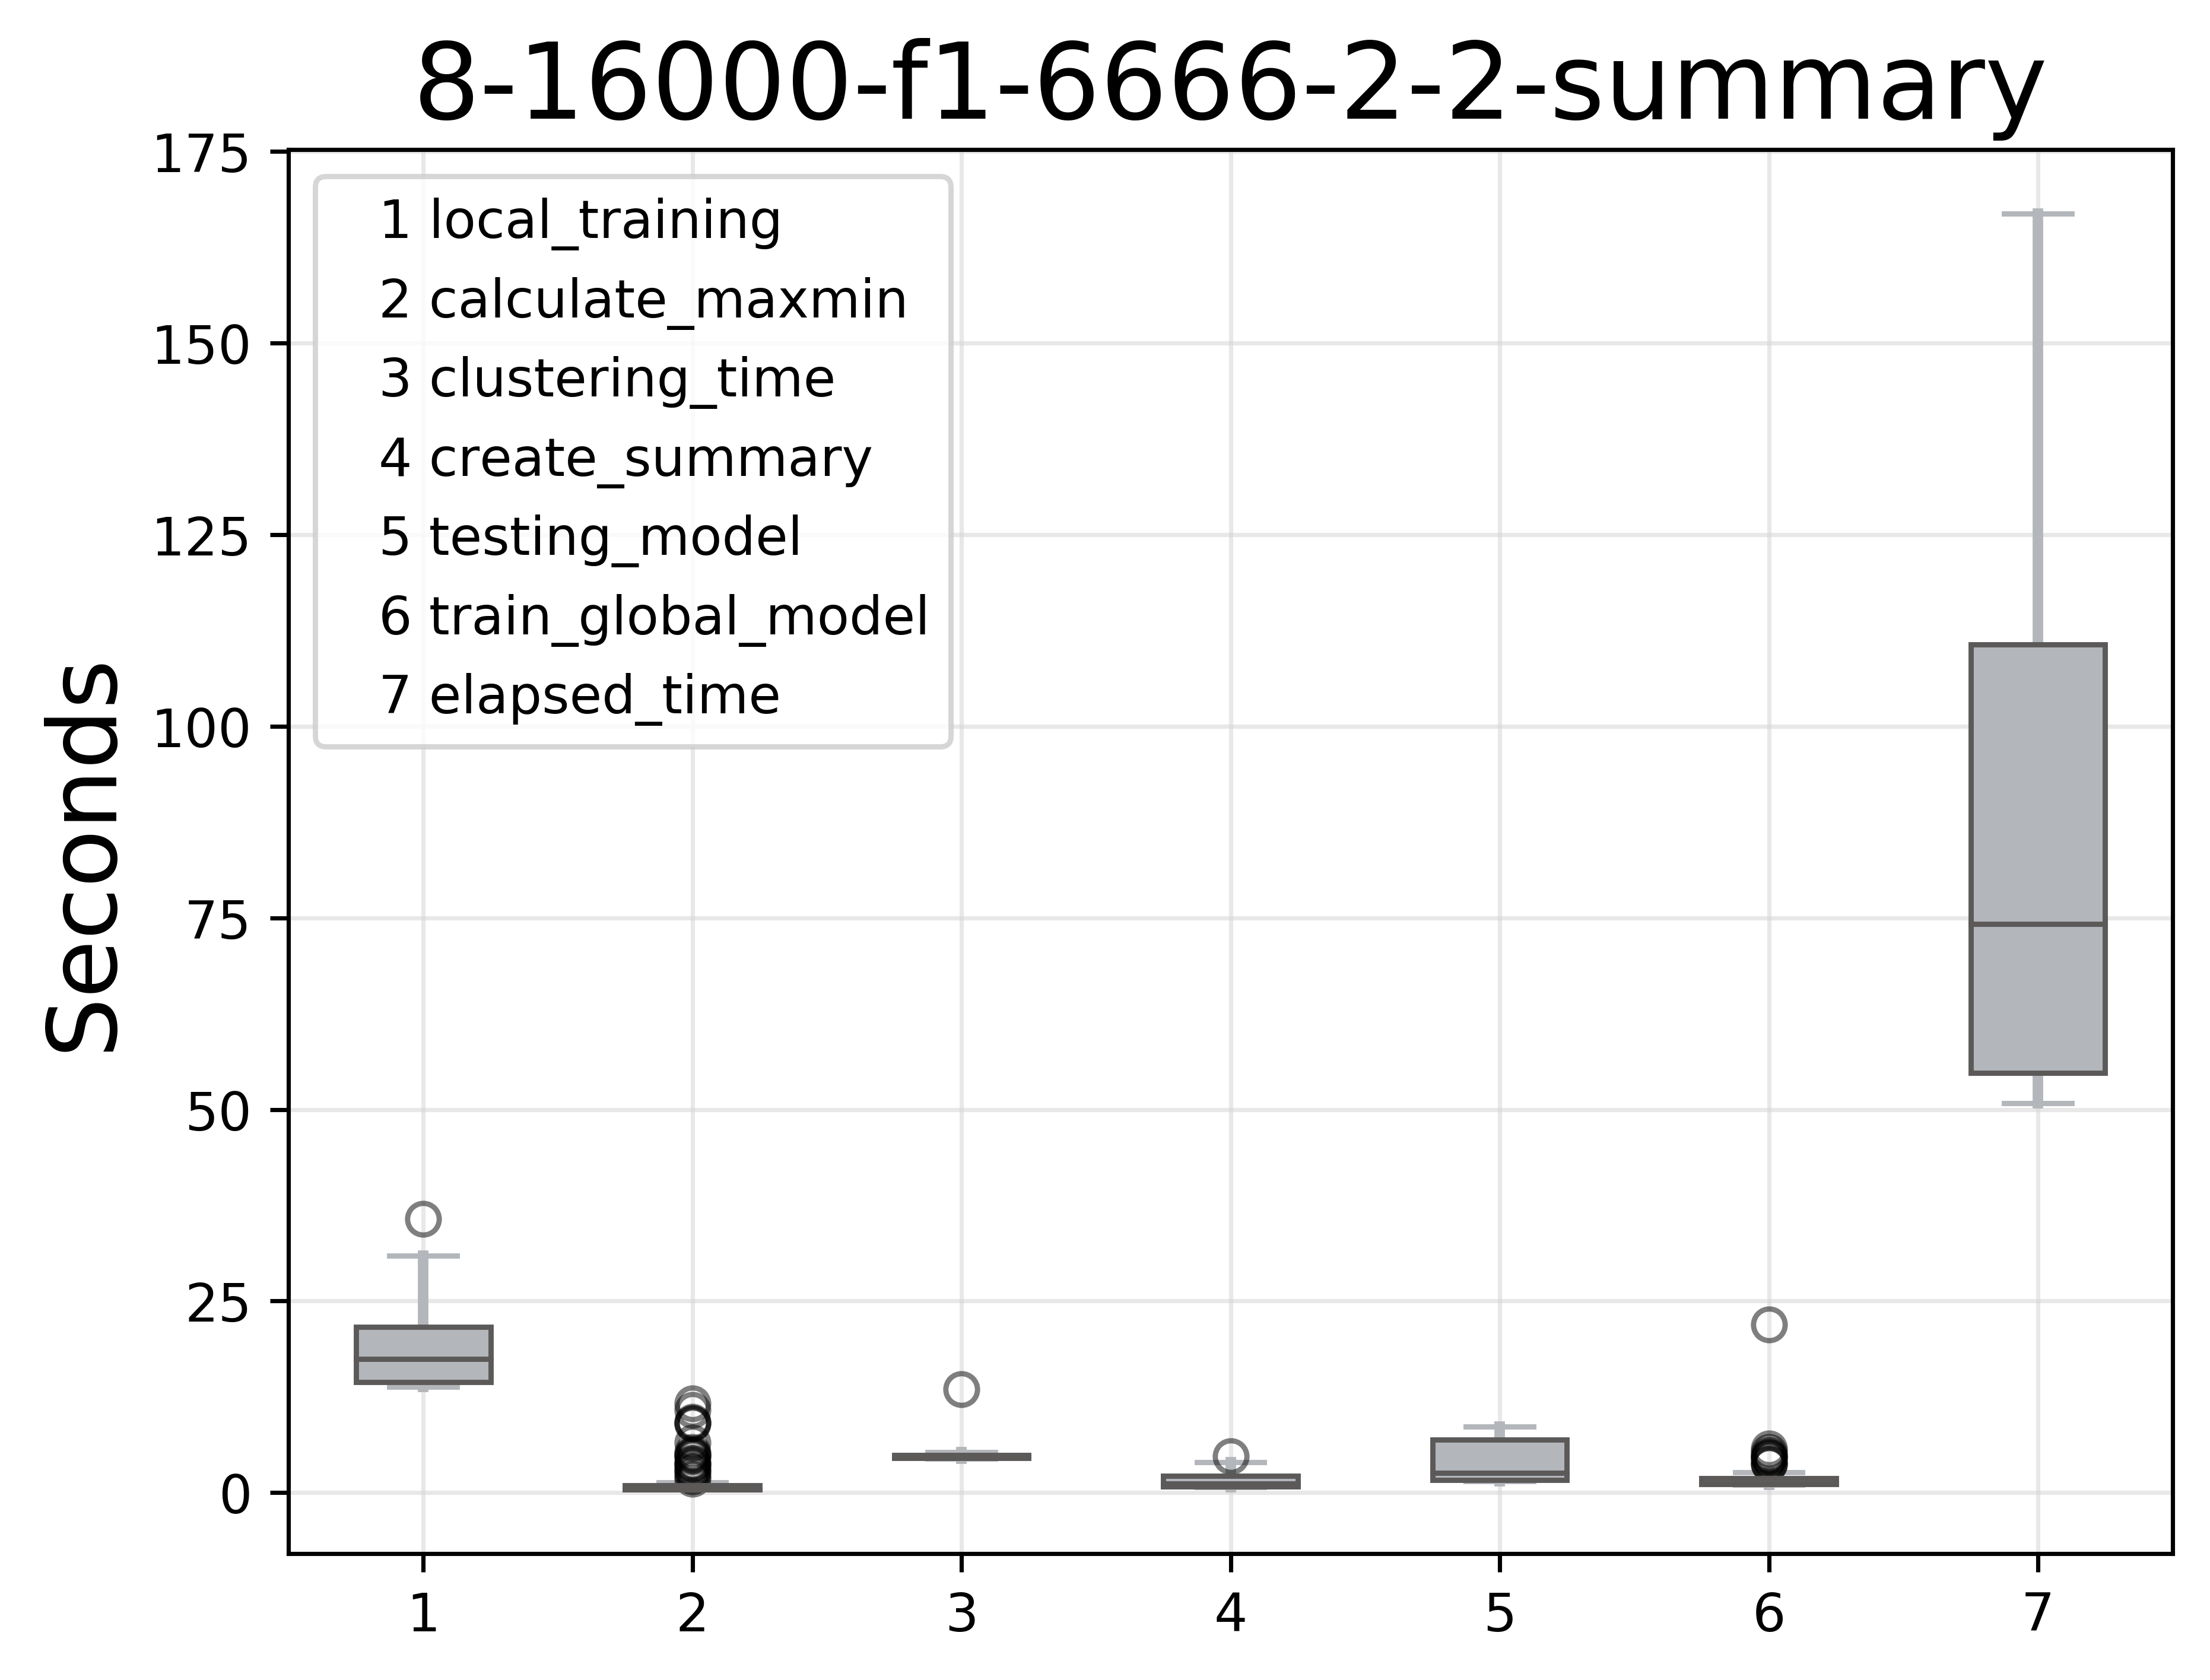 8-16000-f1-6666-2-2-summary
Seconds
175
150
125
100
75
50
25
0
1 local_training
2 calculate_maxmin
3 clustering_time
4 create_summary
5 testing_model
6 train_global_model
7 elapsed_time
1 2 3 4 5 6 7